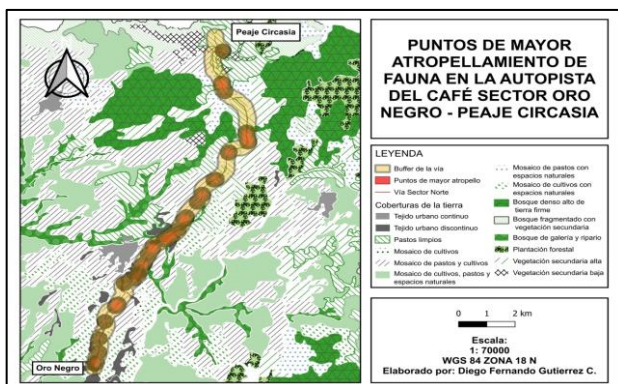 Peaje Circasia
Oro Negro
PUNTOS DE MAYOR
ATROPELLAMIENTO DE
FAUNA EN LA AUTOPISTA
DEL CAFÉ SECTOR ORO
NEGRO - PEAJE CIRCASIA
LEYENDA
Buffer de la vía
Puntos de mayor atropello
Vía Sector Norte
Coberturas de la tierra
Tejido urbano continuo
Tejido urbano discontinuo
Pastos limpios
Mosaico de cultivos
Mosaico de pastos y cultivos
Mosaico de cultivos, pastos y
espacios naturales
Mosaico de pastos con
espacios naturales
Mosaico de cultivos con
espacios naturales
Bosque denso alto de
tierra firme
Bosque fragmentado con
vegetación secundaria
Bosque de galería y ripario
Plantación forestal
Vegetación secundaria alta
Vegetación secundaria baja
0 1 2 km
Escala:
1: 70000
WGS 84 ZONA 18 N
Elaborado por: Diego Fernando Gutierrez C.